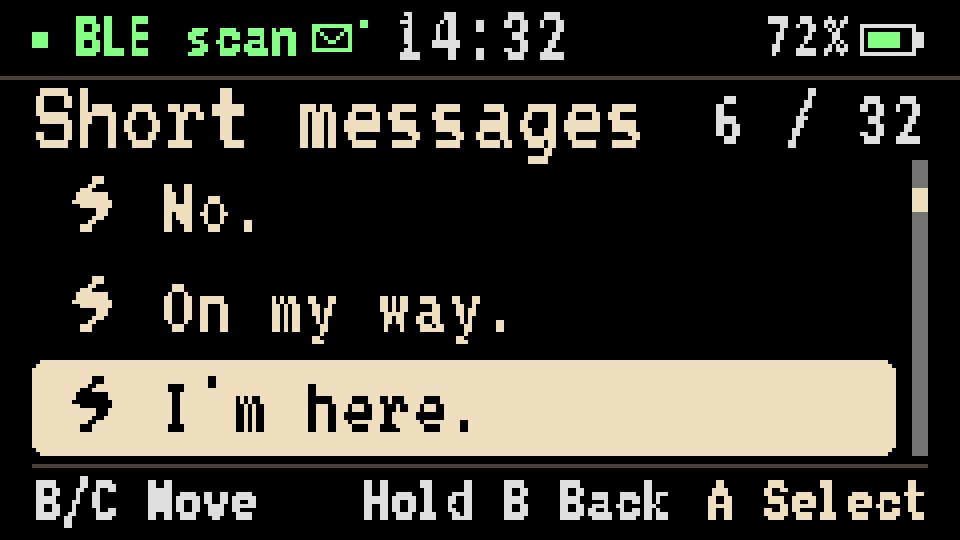 BLE scan 14:32 72%
Short messages 6 / 32
No.
On my way.
I'm here.
B/C Move Hold B Back A Select